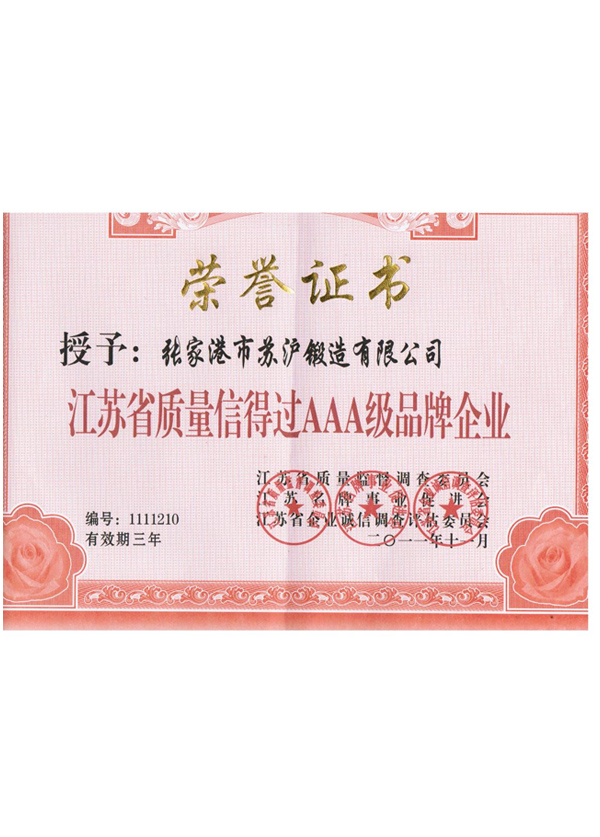 荣誉证书
授予：张家港市苏沪锻造有限公司
江苏省质量信得过AAA级品牌企业
江苏省质量监督调查委员会
江苏名牌事业促进会
江苏省企业诚信调查评估委员会
编号：1111210
二〇一一年十一月
有效期三年